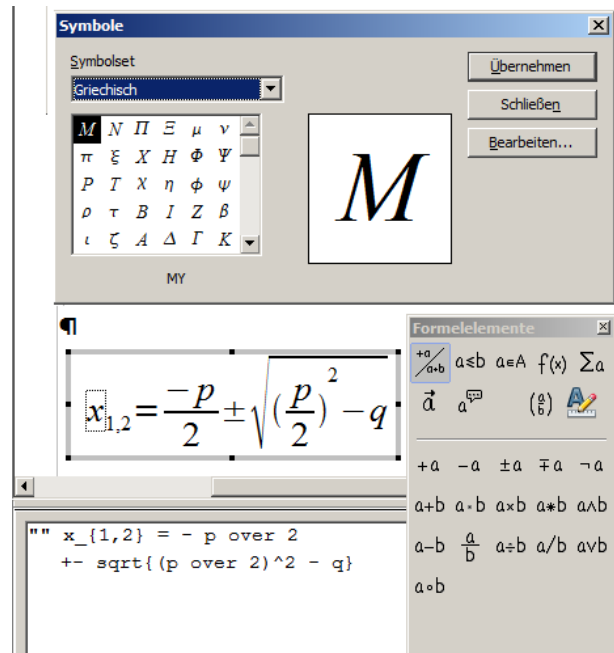 Symbole
Symbolset
Griechisch
Übernehmen
Schließen
Bearbeiten...
M N Π Ξ μ ν
π ξ X H Φ Ψ
P T χ η ϕ ψ
ρ τ B I Z β
ι ζ A Δ Γ K
M
MY
¶
x1,2=-p/2±√(p/2)²-q
Formelelemente
+a/a+b a≤b a∈A f(x) Σa
a⃗ a (a/b) A
+a -a ±a ∓a ¬a
a+b a·b a×b a*b a∧b
a-b a/b a÷b a/b a∨b
a∘b
"" x_{1,2} = - p over 2
+- sqrt{(p over 2)^2 - q}